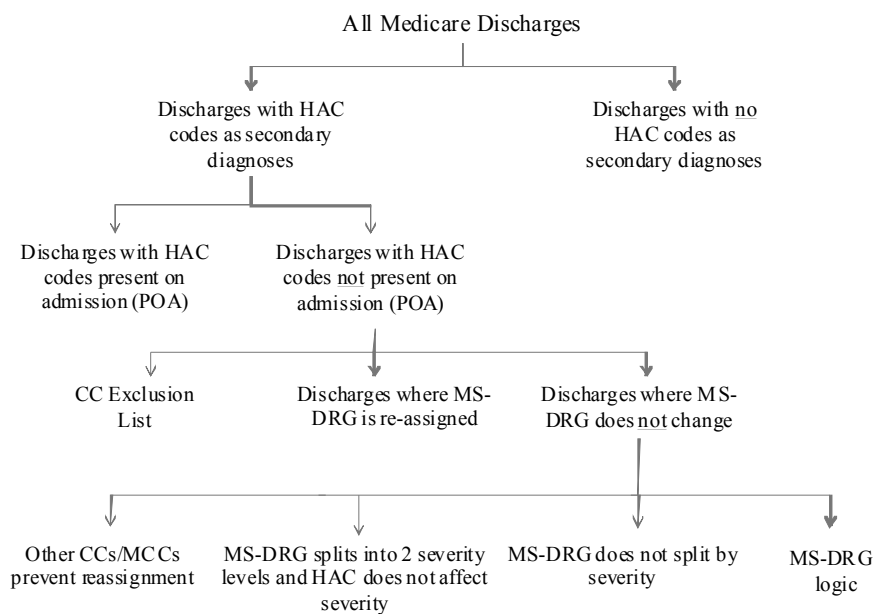 All Medicare Discharges
Discharges with HAC
codes as secondary
diagnoses
Discharges with no
HAC codes as
secondary diagnoses
Discharges with HAC
codes present on
admission (POA)
Discharges with HAC
codes not present on
admission (POA)
CC Exclusion
List
Discharges where MS-
DRG is re-assigned
Discharges where MS-
DRG does not change
Other CCs/MCCs
prevent reassignment
MS-DRG splits into 2 severity
levels and HAC does not affect
severity
MS-DRG does not split by
severity
MS-DRG
logic